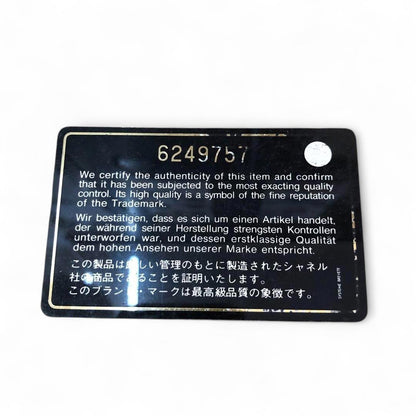 6249757
We certify the authenticity of this item and confirm
that it has been subjected to the most exacting quality
control. Its high quality is a symbol of the fine reputation
of the Trademark.
Wir bestätigen, dass es sich um einen Artikel handelt,
der während seiner Herstellung strengsten Kontrollen
unterworfen war, und dessen erstklassige Qualität
dem hohen Ansehen unserer Marke entspricht.
この製品は厳しい管理のもとに製造されたシャネル
社の商品であることを証明いたします。
このブランド・マークは最高級品質の象徴です。